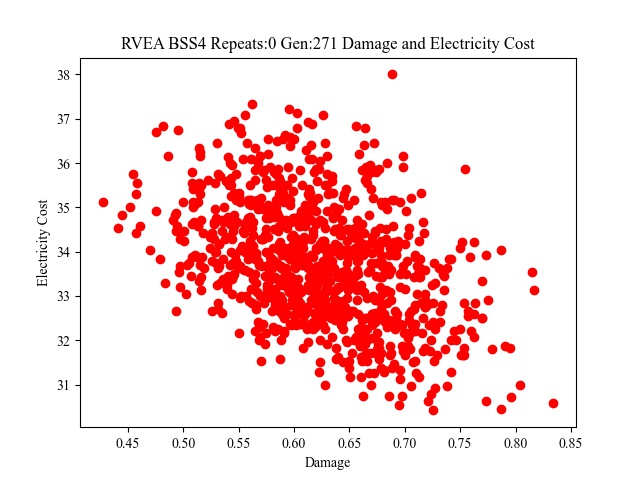 RVEA BSS4 Repeats:0 Gen:271 Damage and Electricity Cost
38
37
36
35
34
33
32
31
Electricity Cost
0.45 0.50 0.55 0.60 0.65 0.70 0.75 0.80 0.85
Damage